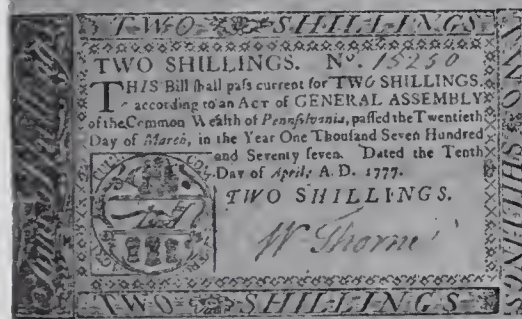 TWO SHILLINGS
TWO SHILLINGS. No. 15250
THIS Bill shall pass current for TWO SHILLINGS.
according to an ACT of GENERAL ASSEMBLY
of the Common Wealth of Pennsylvania, passed the Twentieth
Day of March, in the Year One Thousand Seven Hundred
and Seventy seven. Dated the Tenth
Day of April; A. D. 1777.
TWO SHILLINGS.
W Thorne
TWO SHILLINGS